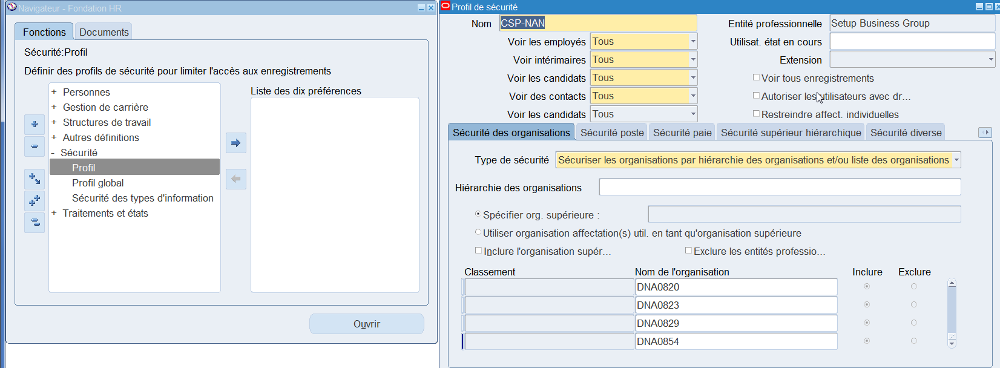 Navigateur - Fondation HR
Fonctions
Documents
Sécurité:Profil
Définir des profils de sécurité pour limiter l'accès aux enregistrements
+ Personnes
+ Gestion de carrière
+ Structures de travail
+ Autres définitions
- Sécurité
Profil
Profil global
Sécurité des types d'information
+ Traitements et états
Liste des dix préférences
Ouvrir
Profil de sécurité
Nom CSP-NAN
Entité professionnelle Setup Business Group
Voir les employés Tous
Utilisat. état en cours
Voir intérimaires Tous
Extension
Voir les candidats Tous
Voir tous enregistrements
Voir des contacts Tous
Autoriser les utilisateurs avec dr...
Voir les candidats Tous
Restreindre affect. individuelles
Sécurité des organisations
Sécurité poste
Sécurité paie
Sécurité supérieur hiérarchique
Sécurité diverse
Type de sécurité Sécuriser les organisations par hiérarchie des organisations et/ou liste des organisations
Hiérarchie des organisations
Spécifier org. supérieure :
Utiliser organisation affectation(s) util. en tant qu'organisation supérieure
Inclure l'organisation supér...
Exclure les entités professio...
Classement Nom de l'organisation Inclure Exclure
DNA0820
DNA0823
DNA0829
DNA0854